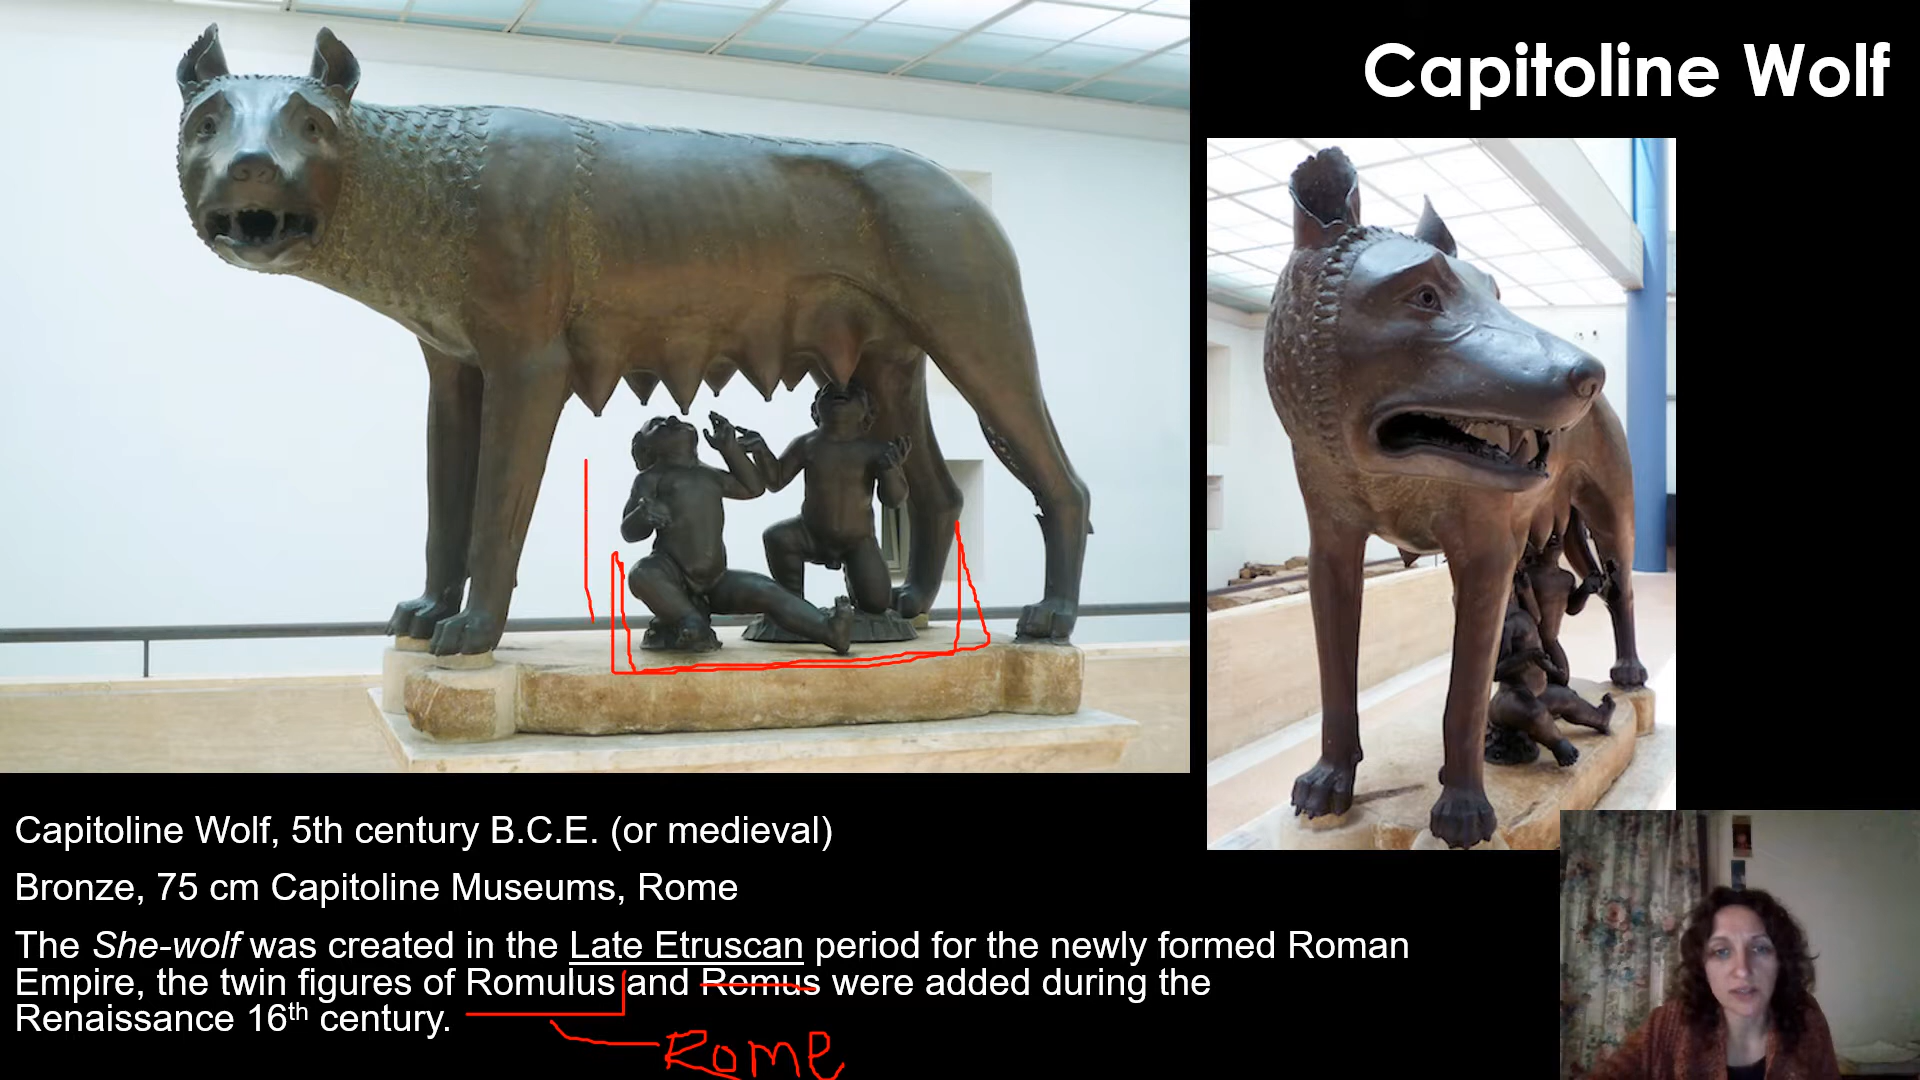 Capitoline Wolf
Capitoline Wolf, 5th century B.C.E. (or medieval)
Bronze, 75 cm Capitoline Museums, Rome
The She-wolf was created in the Late Etruscan period for the newly formed Roman
Empire, the twin figures of Romulus and Remus were added during the
Renaissance 16th century.
Rome